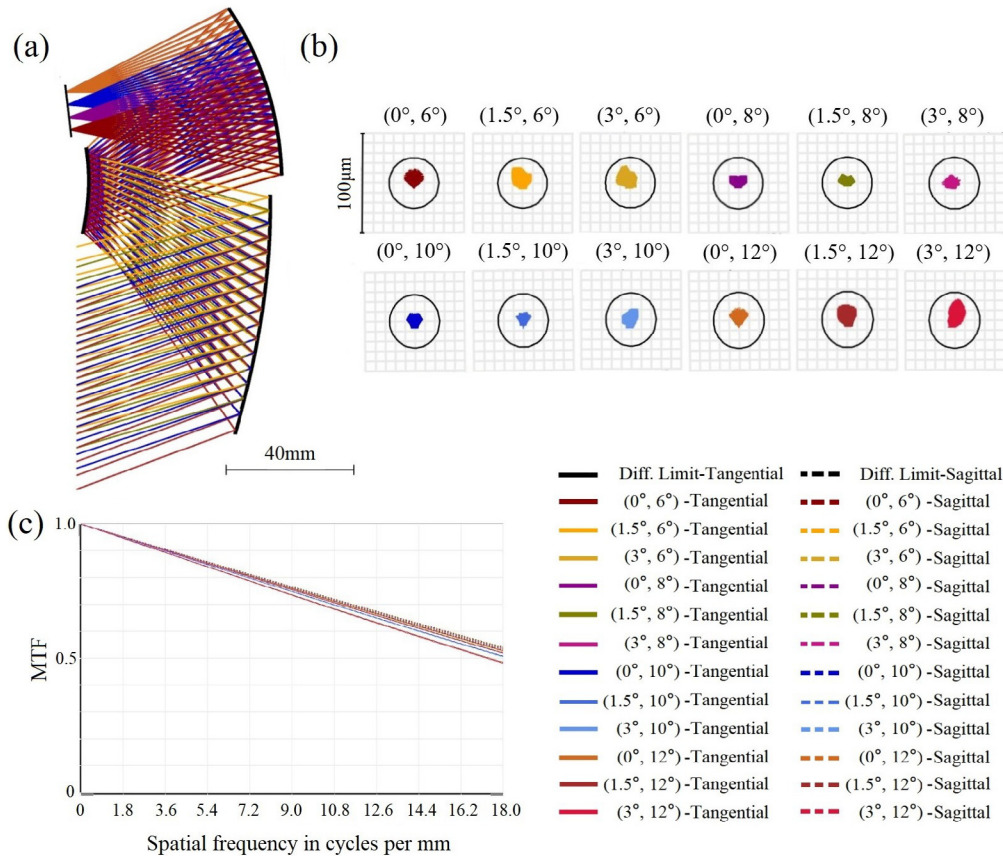 (a)
40mm
(b)
(0°, 6°) (1.5°, 6°) (3°, 6°) (0°, 8°) (1.5°, 8°) (3°, 8°)
100μm
(0°, 10°) (1.5°, 10°) (3°, 10°) (0°, 12°) (1.5°, 12°) (3°, 12°)
(c)
1.0
0.5
0
MTF
0 1.8 3.6 5.4 7.2 9.0 10.8 12.6 14.4 16.2 18.0
Spatial frequency in cycles per mm
Diff. Limit-Tangential Diff. Limit-Sagittal
(0°, 6°) -Tangential (0°, 6°) -Sagittal
(1.5°, 6°) -Tangential (1.5°, 6°) -Sagittal
(3°, 6°) -Tangential (3°, 6°) -Sagittal
(0°, 8°) -Tangential (0°, 8°) -Sagittal
(1.5°, 8°) -Tangential (1.5°, 8°) -Sagittal
(3°, 8°) -Tangential (3°, 8°) -Sagittal
(0°, 10°) -Tangential (0°, 10°) -Sagittal
(1.5°, 10°) -Tangential (1.5°, 10°) -Sagittal
(3°, 10°) -Tangential (3°, 10°) -Sagittal
(0°, 12°) -Tangential (0°, 12°) -Sagittal
(1.5°, 12°) -Tangential (1.5°, 12°) -Sagittal
(3°, 12°) -Tangential (3°, 12°) -Sagittal